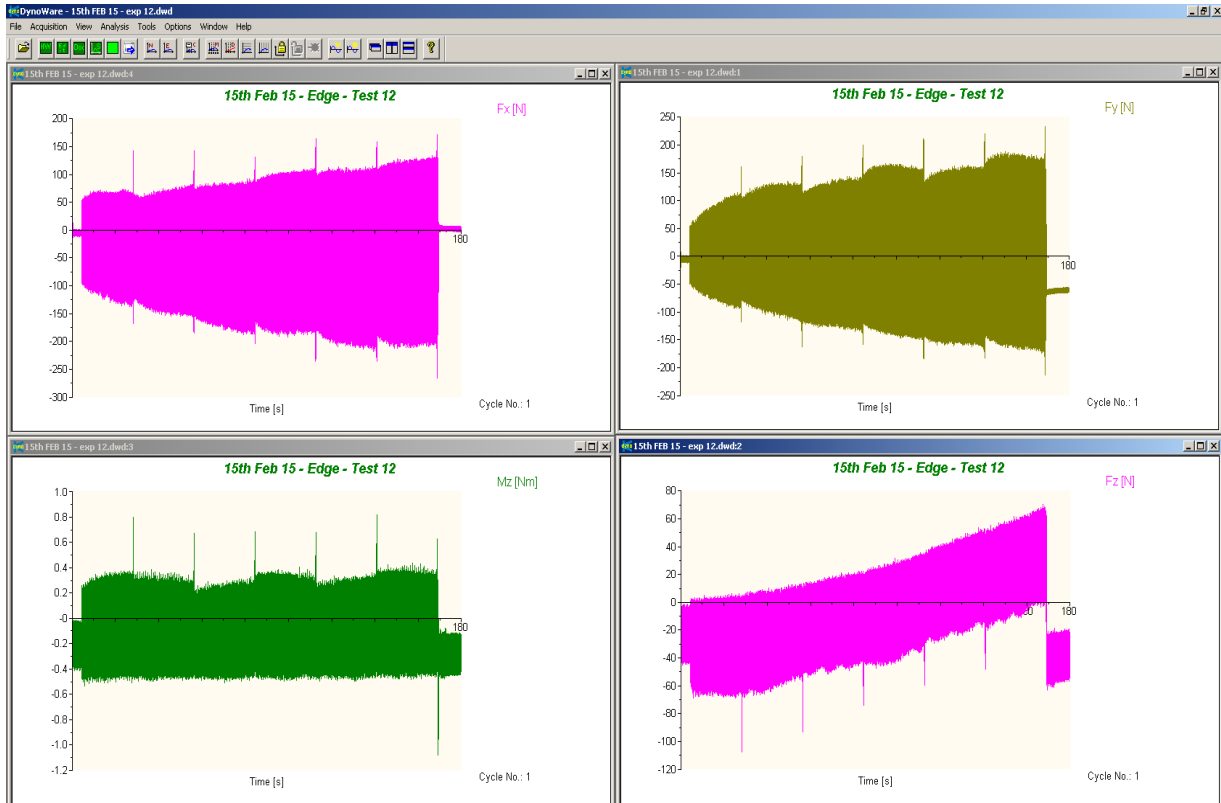 DynoWare - 15th FEB 15 - exp 12.dwd
File Acquisition View Analysis Tools Options Window Help
15th FEB 15 - exp 12.dwd:4
15th Feb 15 - Edge - Test 12
Fx [N]
200
150
100
50
0
-50
-100
-150
-200
-250
-300
180
Time [s]
Cycle No.: 1
15th FEB 15 - exp 12.dwd:1
15th Feb 15 - Edge - Test 12
Fy [N]
250
200
150
100
50
0
-50
-100
-150
-200
-250
180
Time [s]
Cycle No.: 1
15th FEB 15 - exp 12.dwd:3
15th Feb 15 - Edge - Test 12
Mz [Nm]
1.0
0.8
0.6
0.4
0.2
-0
-0.2
-0.4
-0.6
-0.8
-1.0
-1.2
180
Time [s]
Cycle No.: 1
15th FEB 15 - exp 12.dwd:2
15th Feb 15 - Edge - Test 12
Fz [N]
80
60
40
20
0
-20
-40
-60
-80
-100
-120
180
Time [s]
Cycle No.: 1